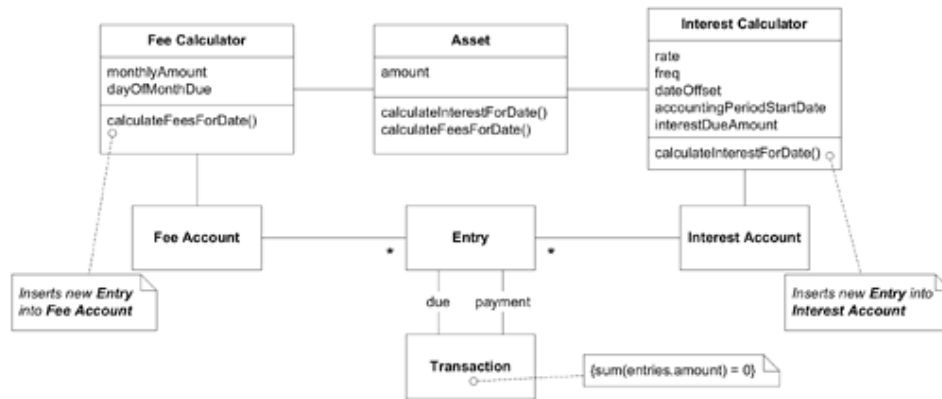 Fee Calculator
monthlyAmount
dayOfMonthDue
calculateFeesForDate()
Asset
amount
calculateInterestForDate()
calculateFeesForDate()
Interest Calculator
rate
freq
dateOffset
accountingPeriodStartDate
interestDueAmount
calculateInterestForDate()
Fee Account
*
Entry
*
Interest Account
Inserts new Entry
into Fee Account
due
payment
Inserts new Entry into
Interest Account
Transaction
{sum(entries.amount) = 0}